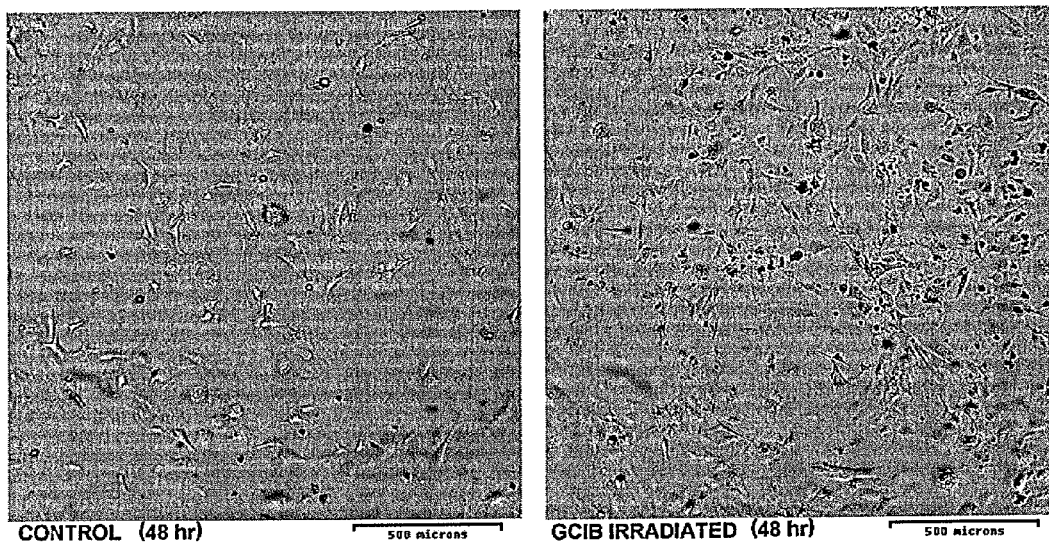 CONTROL (48 hr)
500 microns
GCIB IRRADIATED (48 hr)
500 microns